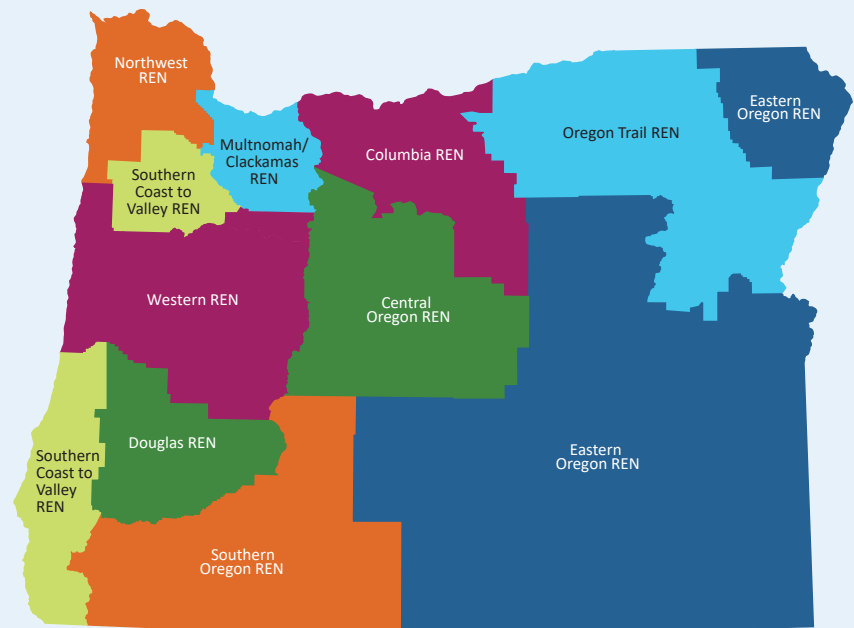 Northwest
REN
Multnomah/
Clackamas
REN
Columbia REN
Oregon Trail REN
Eastern
Oregon REN
Southern
Coast to
Valley REN
Western REN
Central
Oregon REN
Douglas REN
Southern
Coast to
Valley
REN
Eastern
Oregon REN
Southern
Oregon REN